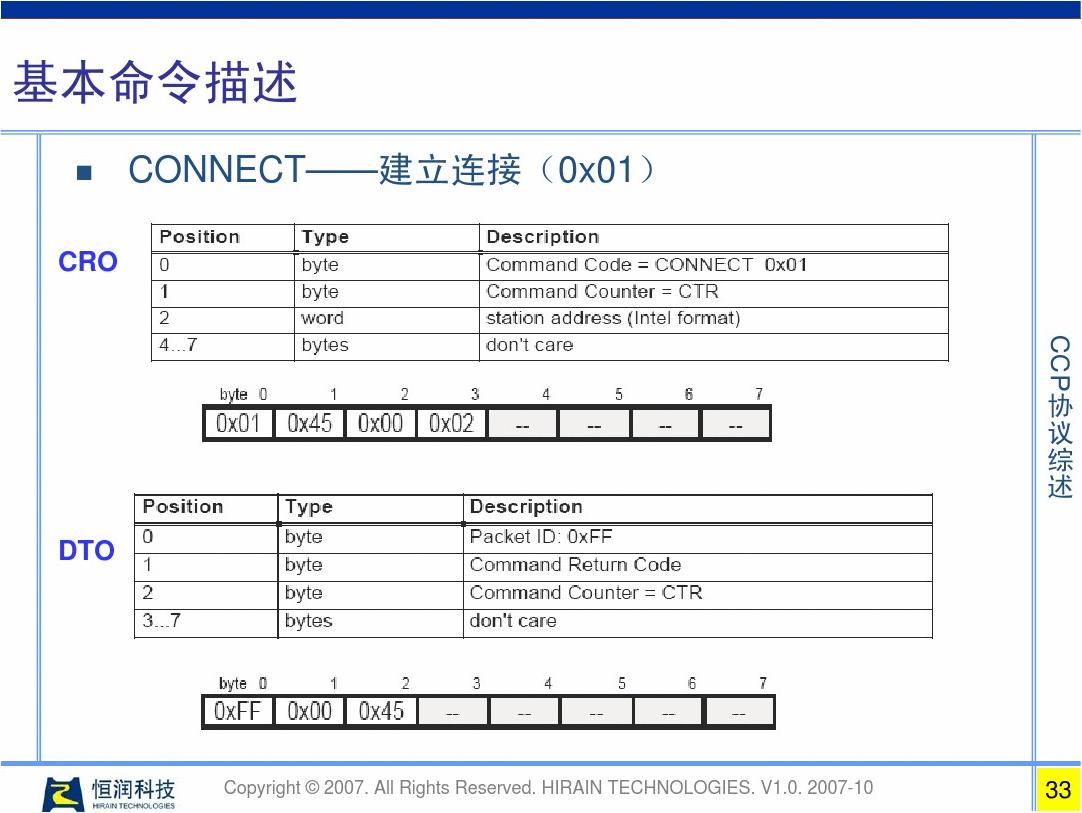 基本命令描述
■ CONNECT——建立连接（0x01）
CRO
Position Type Description
0 byte Command Code = CONNECT 0x01
1 byte Command Counter = CTR
2 word station address (Intel format)
4...7 bytes don't care
byte 0 1 2 3 4 5 6 7
0x01 0x45 0x00 0x02 -- -- -- --
DTO
Position Type Description
0 byte Packet ID: 0xFF
1 byte Command Return Code
2 byte Command Counter = CTR
3...7 bytes don't care
byte 0 1 2 3 4 5 6 7
0xFF 0x00 0x45 -- -- -- -- --
CCP协议综述
恒润科技
HIRAIN TECHNOLOGIES
Copyright © 2007. All Rights Reserved. HIRAIN TECHNOLOGIES. V1.0. 2007-10
33